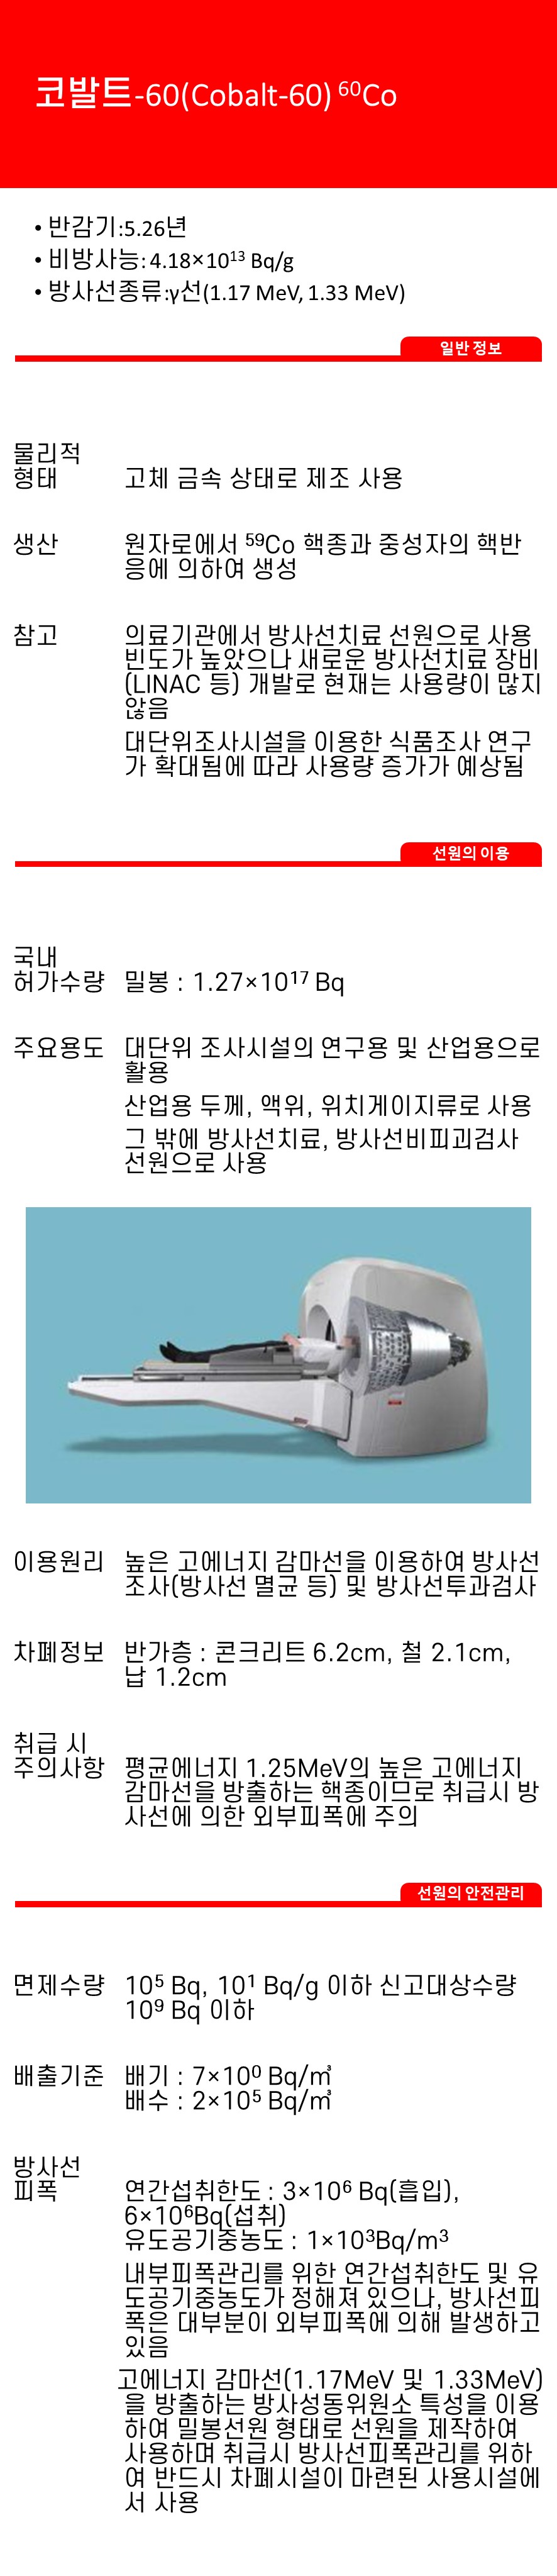 코발트-60(Cobalt-60) ⁶⁰Co
• 반감기:5.26년
• 비방사능: 4.18×10¹³ Bq/g
• 방사선종류:γ선(1.17 MeV, 1.33 MeV)
일반 정보
물리적
형태 고체 금속 상태로 제조 사용
생산 원자로에서 ⁵⁹Co 핵종과 중성자의 핵반
응에 의하여 생성
참고 의료기관에서 방사선치료 선원으로 사용
빈도가 높았으나 새로운 방사선치료 장비
(LINAC 등) 개발로 현재는 사용량이 많지
않음
대단위조사시설을 이용한 식품조사 연구
가 확대됨에 따라 사용량 증가가 예상됨
선원의 이용
국내
허가수량 밀봉 : 1.27×10¹⁷ Bq
주요용도 대단위 조사시설의 연구용 및 산업용으로
활용
산업용 두께, 액위, 위치게이지류로 사용
그 밖에 방사선치료, 방사선비피괴검사
선원으로 사용
이용원리 높은 고에너지 감마선을 이용하여 방사선
조사(방사선 멸균 등) 및 방사선투과검사
차폐정보 반가층 : 콘크리트 6.2cm, 철 2.1cm,
납 1.2cm
취급 시
주의사항 평균에너지 1.25MeV의 높은 고에너지
감마선을 방출하는 핵종이므로 취급시 방
사선에 의한 외부피폭에 주의
선원의 안전관리
면제수량 10⁵ Bq, 10¹ Bq/g 이하 신고대상수량
10⁹ Bq 이하
배출기준 배기 : 7×10⁰ Bq/㎥
배수 : 2×10⁵ Bq/㎥
방사선
피폭 연간섭취한도 : 3×10⁶ Bq(흡입),
6×10⁶Bq(섭취)
유도공기중농도 : 1×10³Bq/m³
내부피폭관리를 위한 연간섭취한도 및 유
도공기중농도가 정해져 있으나, 방사선피
폭은 대부분이 외부피폭에 의해 발생하고
있음
고에너지 감마선(1.17MeV 및 1.33MeV)
을 방출하는 방사성동위원소 특성을 이용
하여 밀봉선원 형태로 선원을 제작하여
사용하며 취급시 방사선피폭관리를 위하
여 반드시 차폐시설이 마련된 사용시설에
서 사용